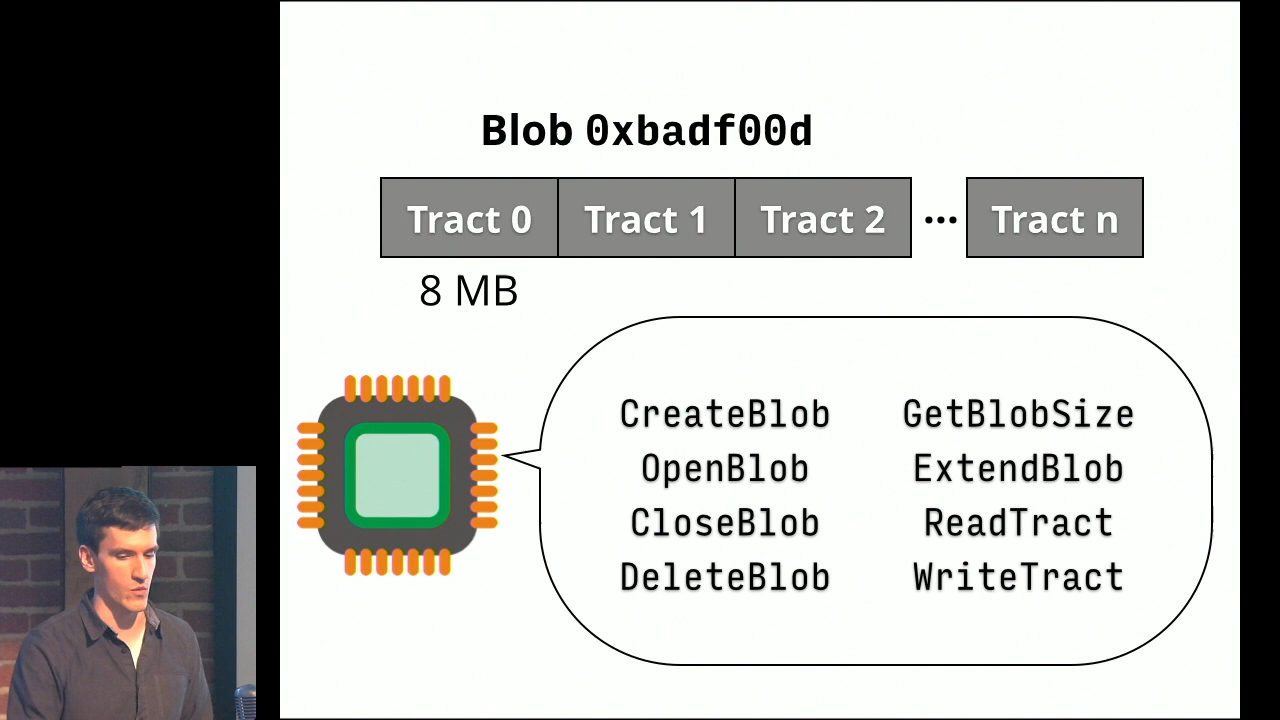 Blob 0xbadf00d
Tract 0 Tract 1 Tract 2 ... Tract n
8 MB
CreateBlob GetBlobSize
OpenBlob ExtendBlob
CloseBlob ReadTract
DeleteBlob WriteTract